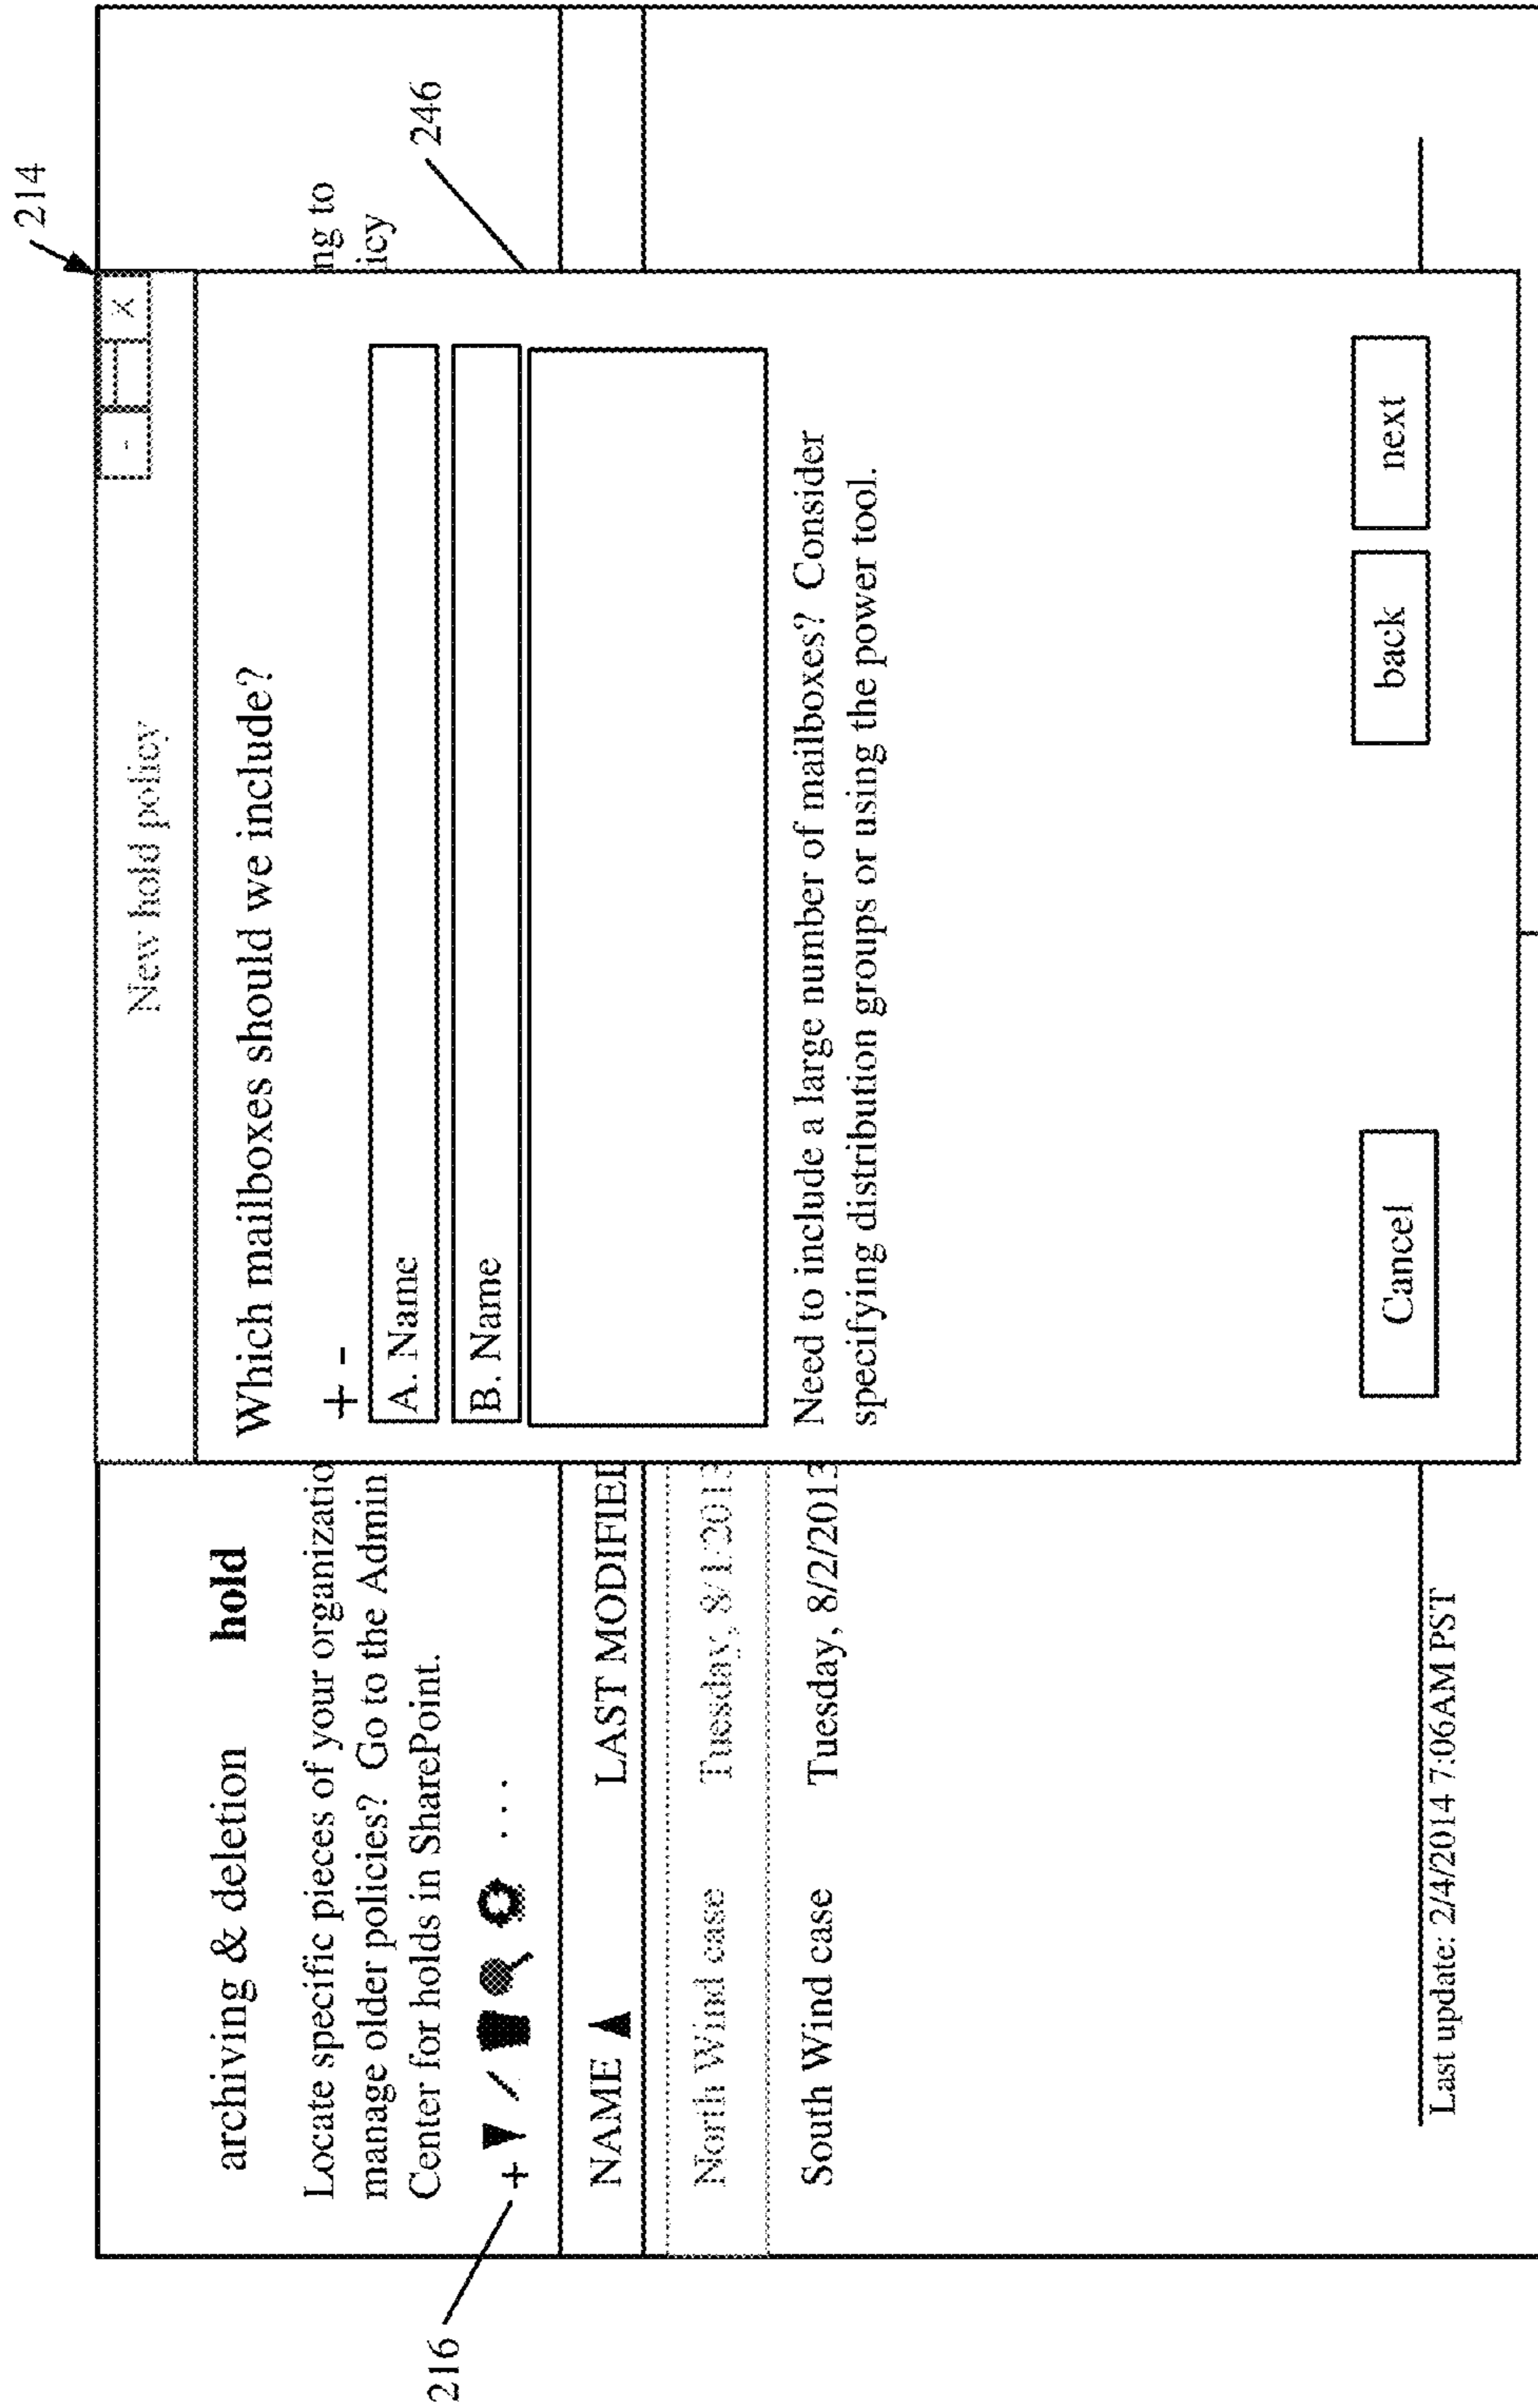 214
archiving & deletion hold
Locate specific pieces of your organizatio
manage older policies? Go to the Admin
Center for holds in SharePoint.
216
+
...
NAME
LAST MODIFIED
North Wind case
Tuesday, 8/1/2013
South Wind case
Tuesday, 8/2/2013
Last update: 2/4/2014 7:06AM PST
New hold policy
- X
Which mailboxes should we include?
+ -
A. Name
B. Name
Need to include a large number of mailboxes? Consider
specifying distribution groups or using the power tool.
Cancel
back
next
ng to
icy
246